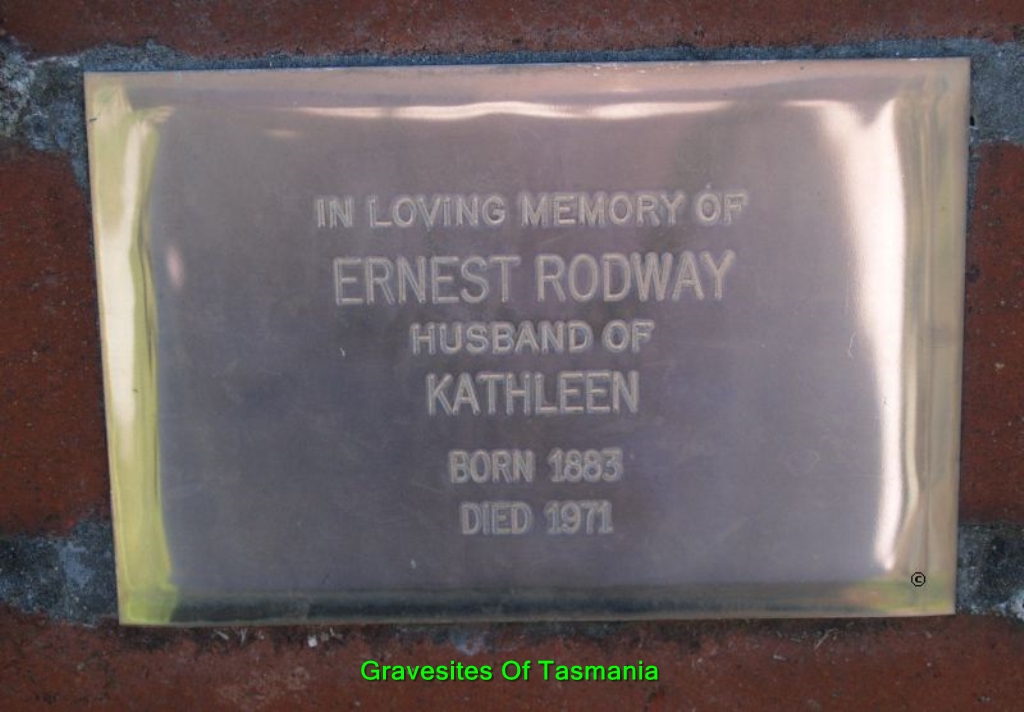 IN LOVING MEMORY OF
ERNEST RODWAY
HUSBAND OF
KATHLEEN
BORN 1883
DIED 1971
©
Gravesites Of Tasmania